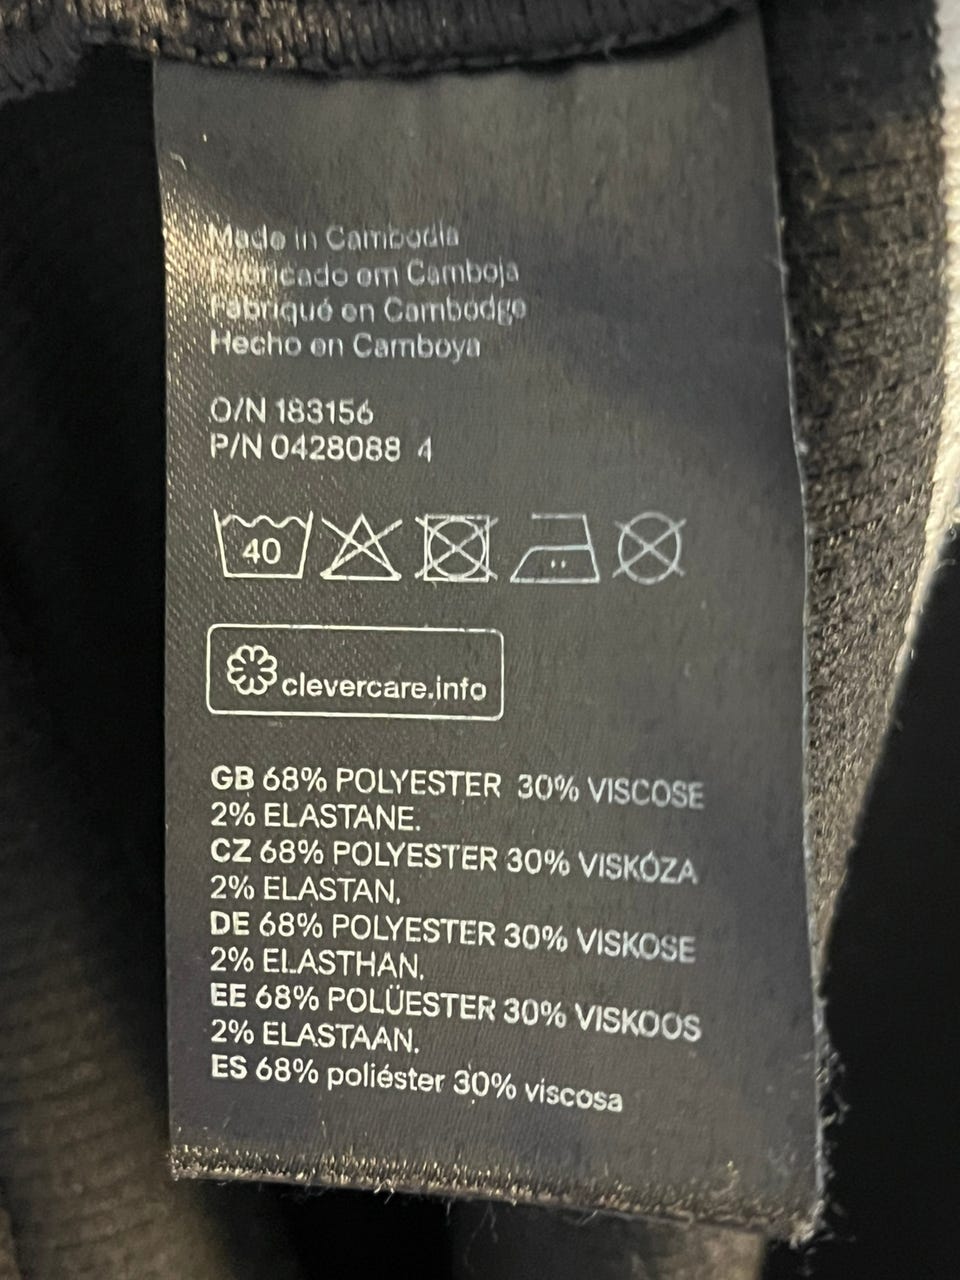 Made in Cambodia
Fabricado em Camboja
Fabriqué en Cambodge
Hecho en Camboya
O/N 183156
P/N 0428088 4
40
clevercare.info
GB 68% POLYESTER 30% VISCOSE
2% ELASTANE.
CZ 68% POLYESTER 30% VISKÓZA
2% ELASTAN.
DE 68% POLYESTER 30% VISKOSE
2% ELASTHAN.
EE 68% POLÜESTER 30% VISKOOS
2% ELASTAAN.
ES 68% poliéster 30% viscosa